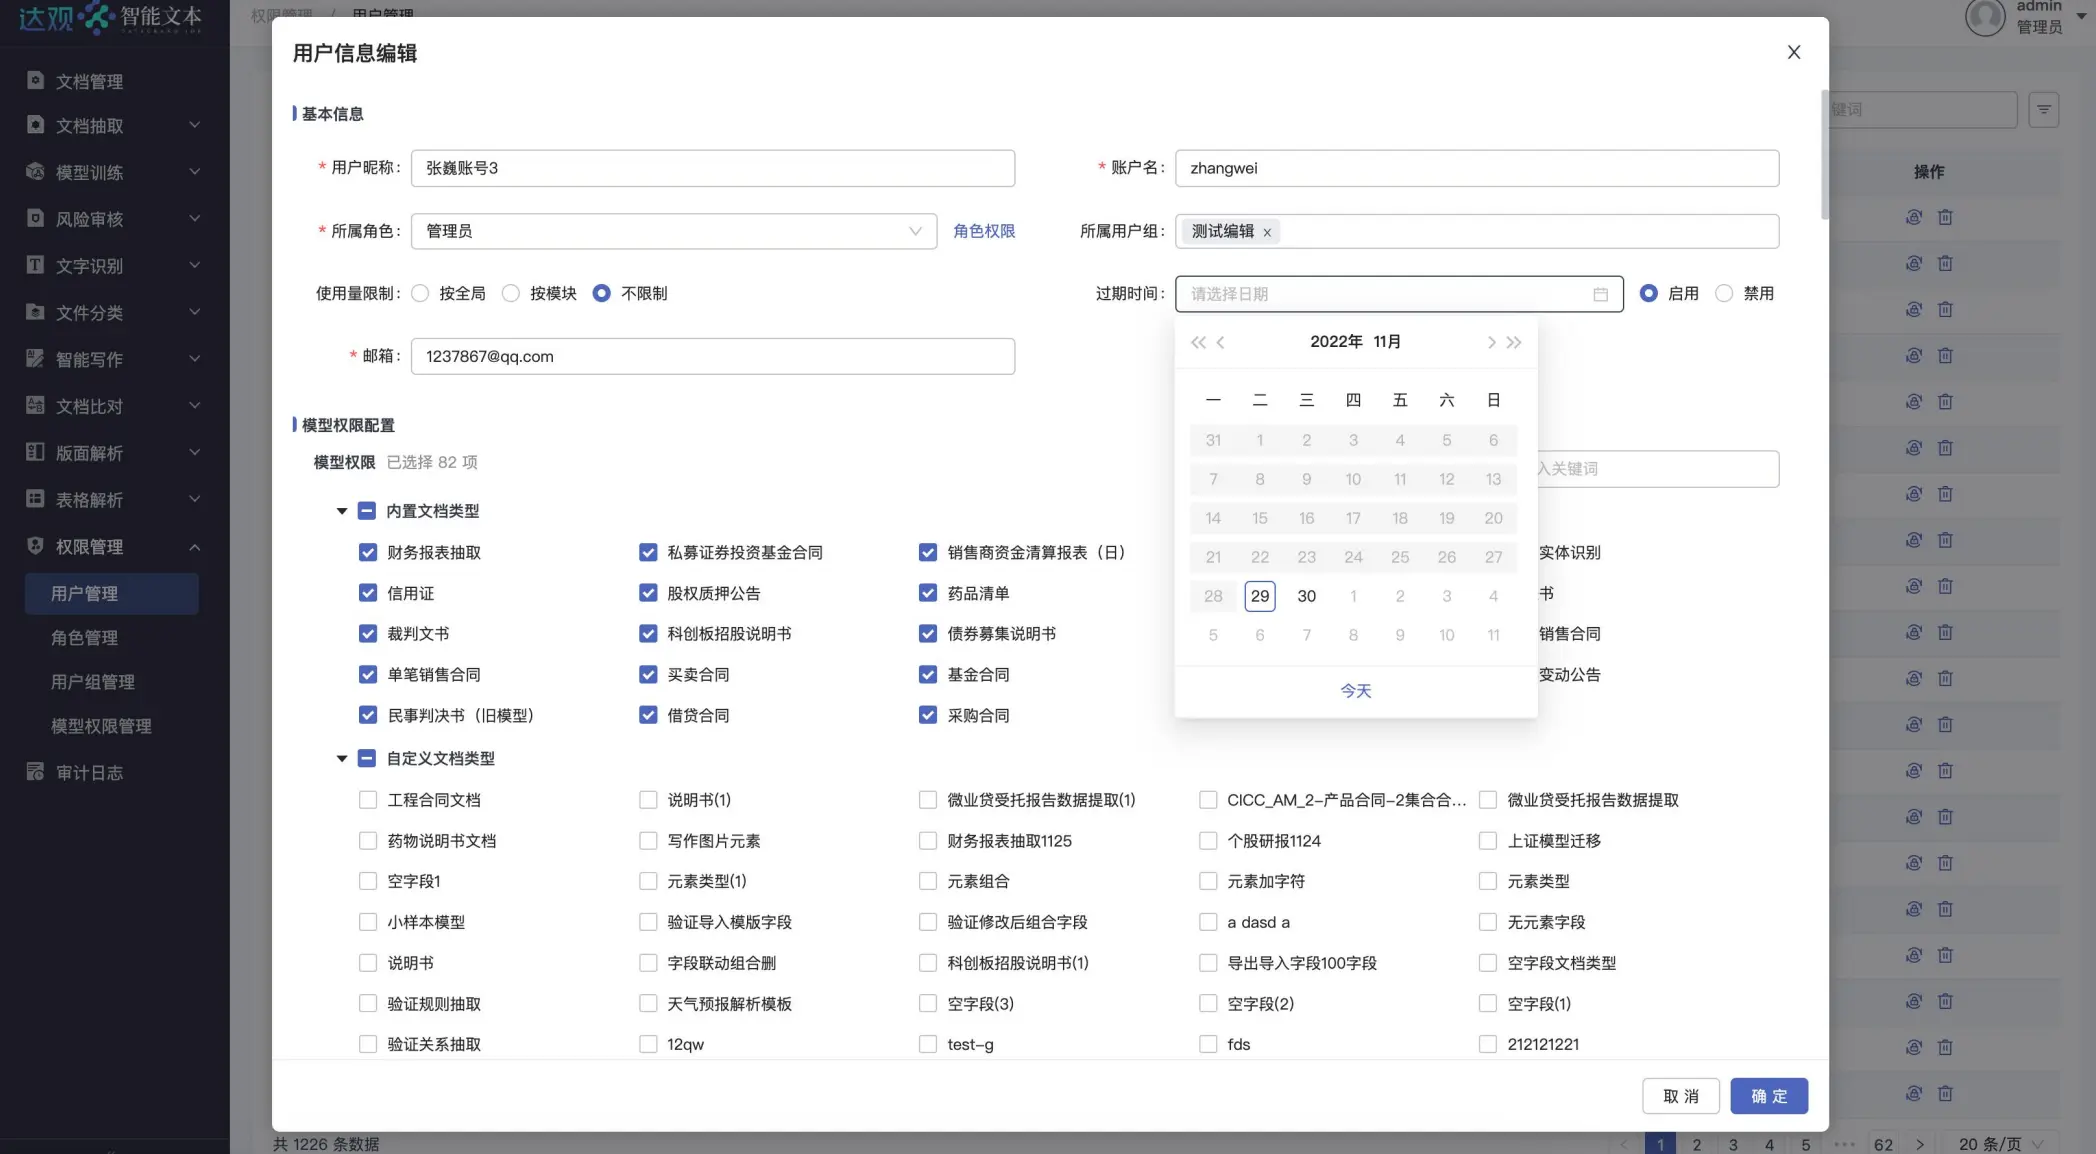 达观 智能文本
权限管理 / 用户管理
admin
管理员
文档管理
文档抽取
模型训练
风险审核
文字识别
文件分类
智能写作
文档比对
版面解析
表格解析
权限管理
用户管理
角色管理
用户组管理
模型权限管理
审计日志
键词
操作
用户信息编辑
基本信息
* 用户昵称: 张巍账号3
* 账户名: zhangwei
* 所属角色: 管理员 角色权限
所属用户组: 测试编辑 ×
使用量限制: 按全局 按模块 不限制
过期时间: 请选择日期 启用 禁用
* 邮箱: 1237867@qq.com
2022年 11月
一 二 三 四 五 六 日
31 1 2 3 4 5 6
7 8 9 10 11 12 13
14 15 16 17 18 19 20
21 22 23 24 25 26 27
28 29 30 1 2 3 4
5 6 7 8 9 10 11
今天
模型权限配置
模型权限 已选择 82 项
入关键词
内置文档类型
财务报表抽取 私募证券投资基金合同 销售商资金清算报表（日） 实体识别
信用证 股权质押公告 药品清单 书
裁判文书 科创板招股说明书 债券募集说明书 销售合同
单笔销售合同 买卖合同 基金合同 变动公告
民事判决书（旧模型） 借贷合同 采购合同
自定义文档类型
工程合同文档 说明书(1) 微业贷受托报告数据提取(1) CICC_AM_2-产品合同-2集合合... 微业贷受托报告数据提取
药物说明书文档 写作图片元素 财务报表抽取1125 个股研报1124 上证模型迁移
空字段1 元素类型(1) 元素组合 元素加字符 元素类型
小样本模型 验证导入模版字段 验证修改后组合字段 a dasd a 无元素字段
说明书 字段联动组合删 科创板招股说明书(1) 导出导入字段100字段 空字段文档类型
验证规则抽取 天气预报解析模板 空字段(3) 空字段(2) 空字段(1)
验证关系抽取 12qw test-g fds 212121221
取 消 确 定
共 1226 条数据
< 1 2 3 4 5 ··· 62 > 20 条/页